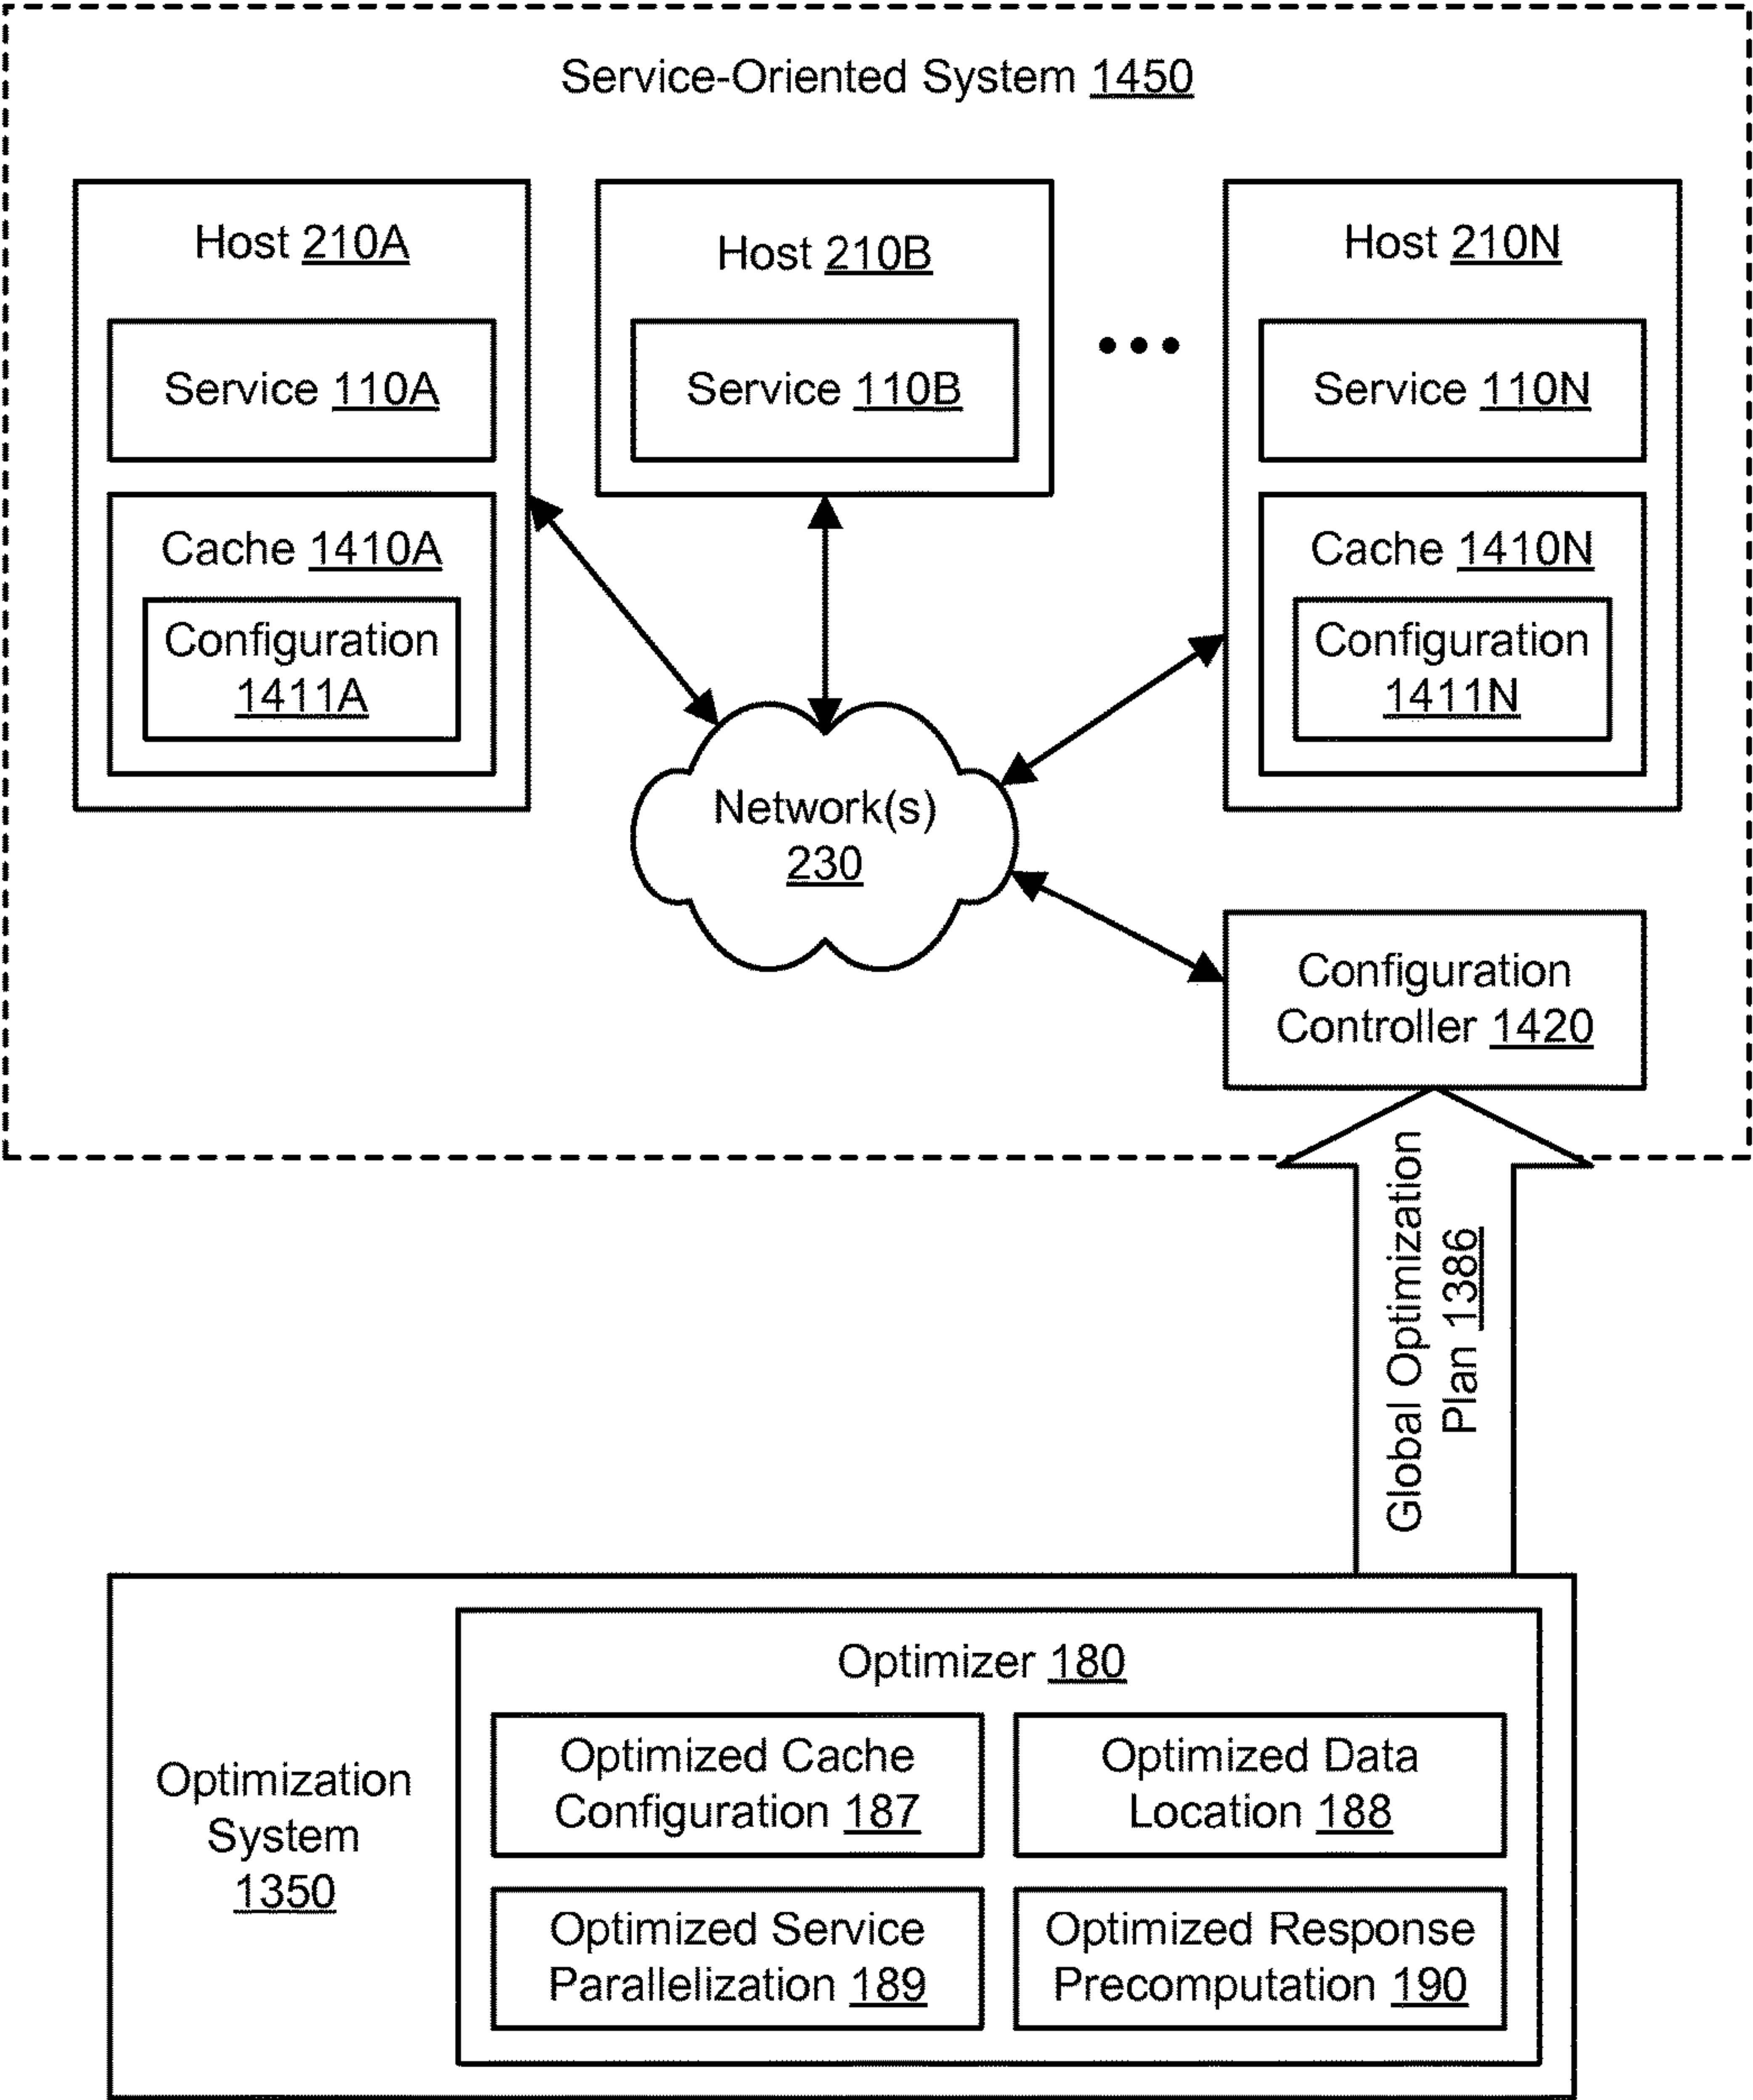 Service-Oriented System 1450
Host 210A
Service 110A
Cache 1410A
Configuration
1411A
Host 210B
Service 110B
Host 210N
Service 110N
Cache 1410N
Configuration
1411N
Network(s)
230
Configuration
Controller 1420
Global Optimization
Plan 1386
Optimization
System
1350
Optimizer 180
Optimized Cache
Configuration 187
Optimized Data
Location 188
Optimized Service
Parallelization 189
Optimized Response
Precomputation 190